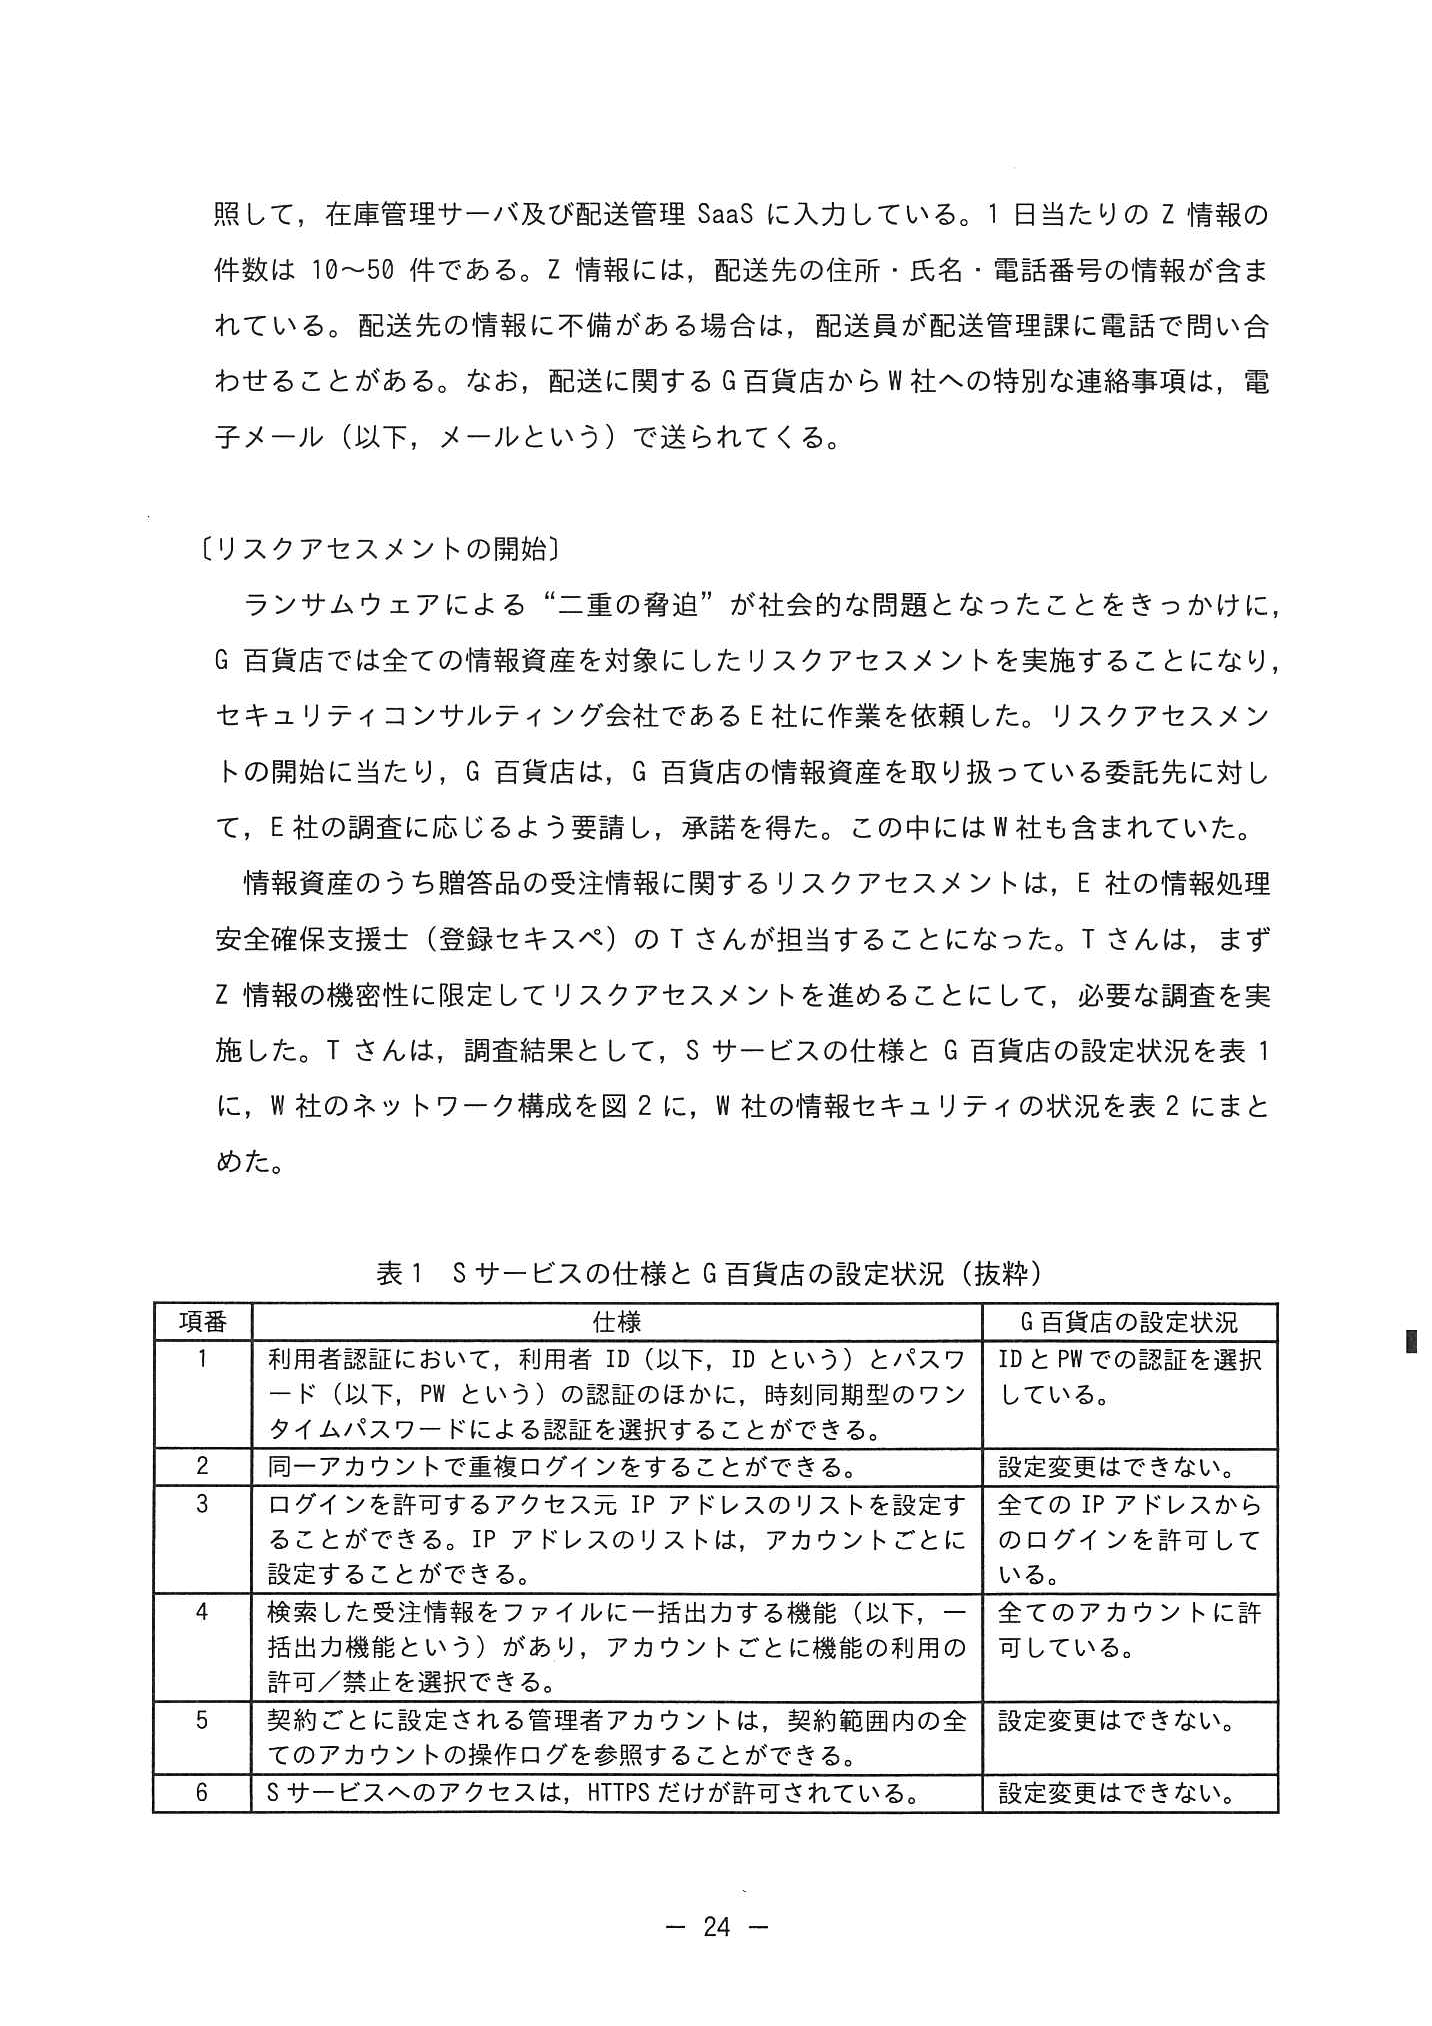 照して，在庫管理サーバ及び配送管理 SaaS に入力している。1 日当たりの Z 情報の
件数は 10～50 件である。Z 情報には，配送先の住所・氏名・電話番号の情報が含ま
れている。配送先の情報に不備がある場合は，配送員が配送管理課に電話で問い合
わせることがある。なお，配送に関する G 百貨店から W 社への特別な連絡事項は，電
子メール（以下，メールという）で送られてくる。
〔リスクアセスメントの開始〕
ランサムウェアによる“二重の脅迫”が社会的な問題となったことをきっかけに，
G 百貨店では全ての情報資産を対象にしたリスクアセスメントを実施することになり，
セキュリティコンサルティング会社である E 社に作業を依頼した。リスクアセスメン
トの開始に当たり，G 百貨店は，G 百貨店の情報資産を取り扱っている委託先に対し
て，E 社の調査に応じるよう要請し，承諾を得た。この中には W 社も含まれていた。
情報資産のうち贈答品の受注情報に関するリスクアセスメントは，E 社の情報処理
安全確保支援士（登録セキスペ）の T さんが担当することになった。T さんは，まず
Z 情報の機密性に限定してリスクアセスメントを進めることにして，必要な調査を実
施した。T さんは，調査結果として，S サービスの仕様と G 百貨店の設定状況を表 1
に，W 社のネットワーク構成を図 2 に，W 社の情報セキュリティの状況を表 2 にまと
めた。
表 1　S サービスの仕様と G 百貨店の設定状況（抜粋）
項番 仕様 G 百貨店の設定状況
1 利用者認証において，利用者 ID（以下，ID という）とパスワ ID と PW での認証を選択
ード（以下，PW という）の認証のほかに，時刻同期型のワン している。
タイムパスワードによる認証を選択することができる。
2 同一アカウントで重複ログインをすることができる。 設定変更はできない。
3 ログインを許可するアクセス元 IP アドレスのリストを設定す 全ての IP アドレスから
ることができる。IP アドレスのリストは，アカウントごとに のログインを許可して
設定することができる。 いる。
4 検索した受注情報をファイルに一括出力する機能（以下，一 全てのアカウントに許
括出力機能という）があり，アカウントごとに機能の利用の 可している。
許可／禁止を選択できる。
5 契約ごとに設定される管理者アカウントは，契約範囲内の全 設定変更はできない。
てのアカウントの操作ログを参照することができる。
6 S サービスへのアクセスは，HTTPS だけが許可されている。 設定変更はできない。
－ 24 －